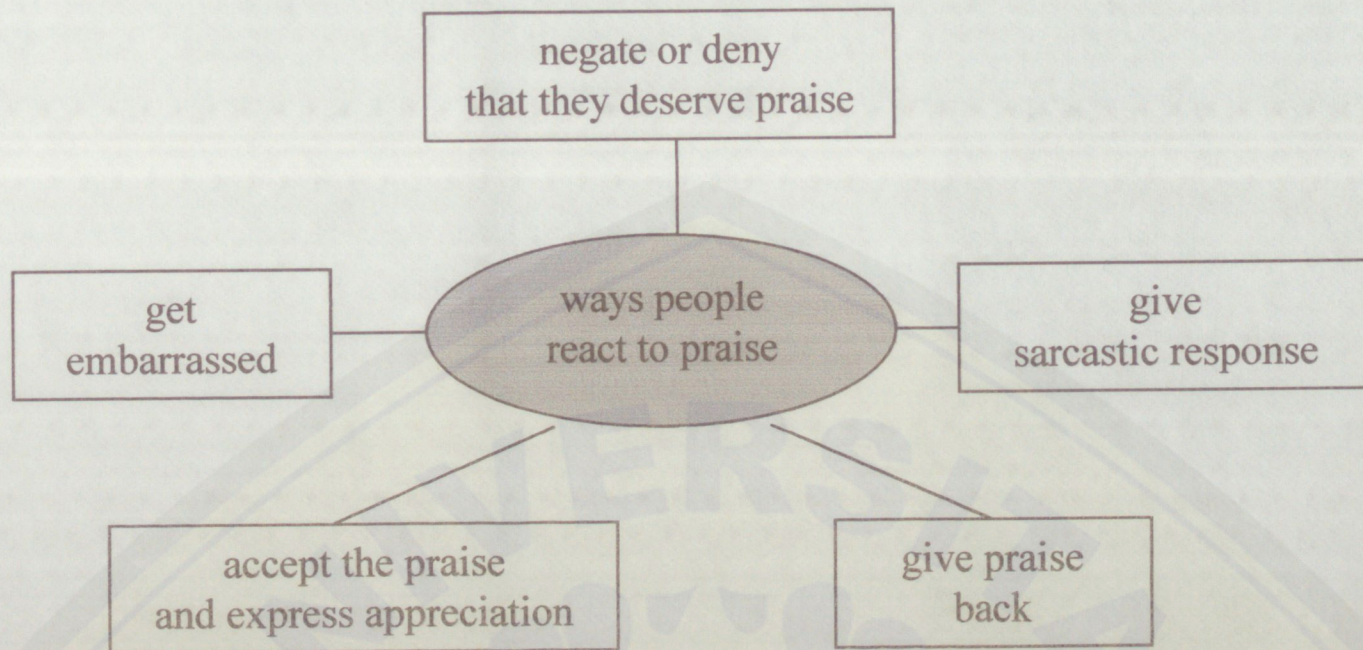 negate or deny
that they deserve praise
get
embarrassed
ways people
react to praise
give
sarcastic response
accept the praise
and express appreciation
give praise
back